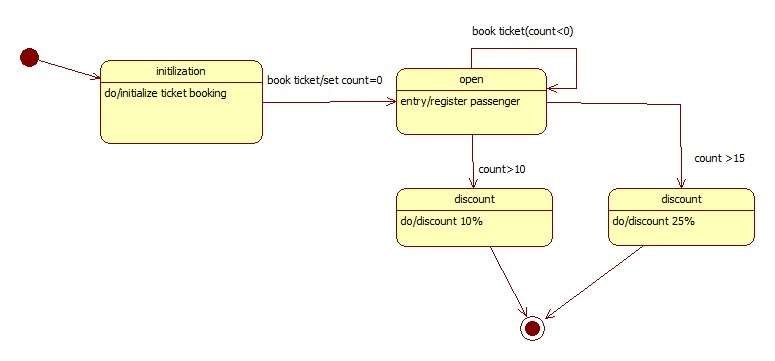 book ticket(count<0)
initilization
do/initialize ticket booking
book ticket/set count=0
open
entry/register passenger
count>10
count >15
discount
do/discount 10%
discount
do/discount 25%